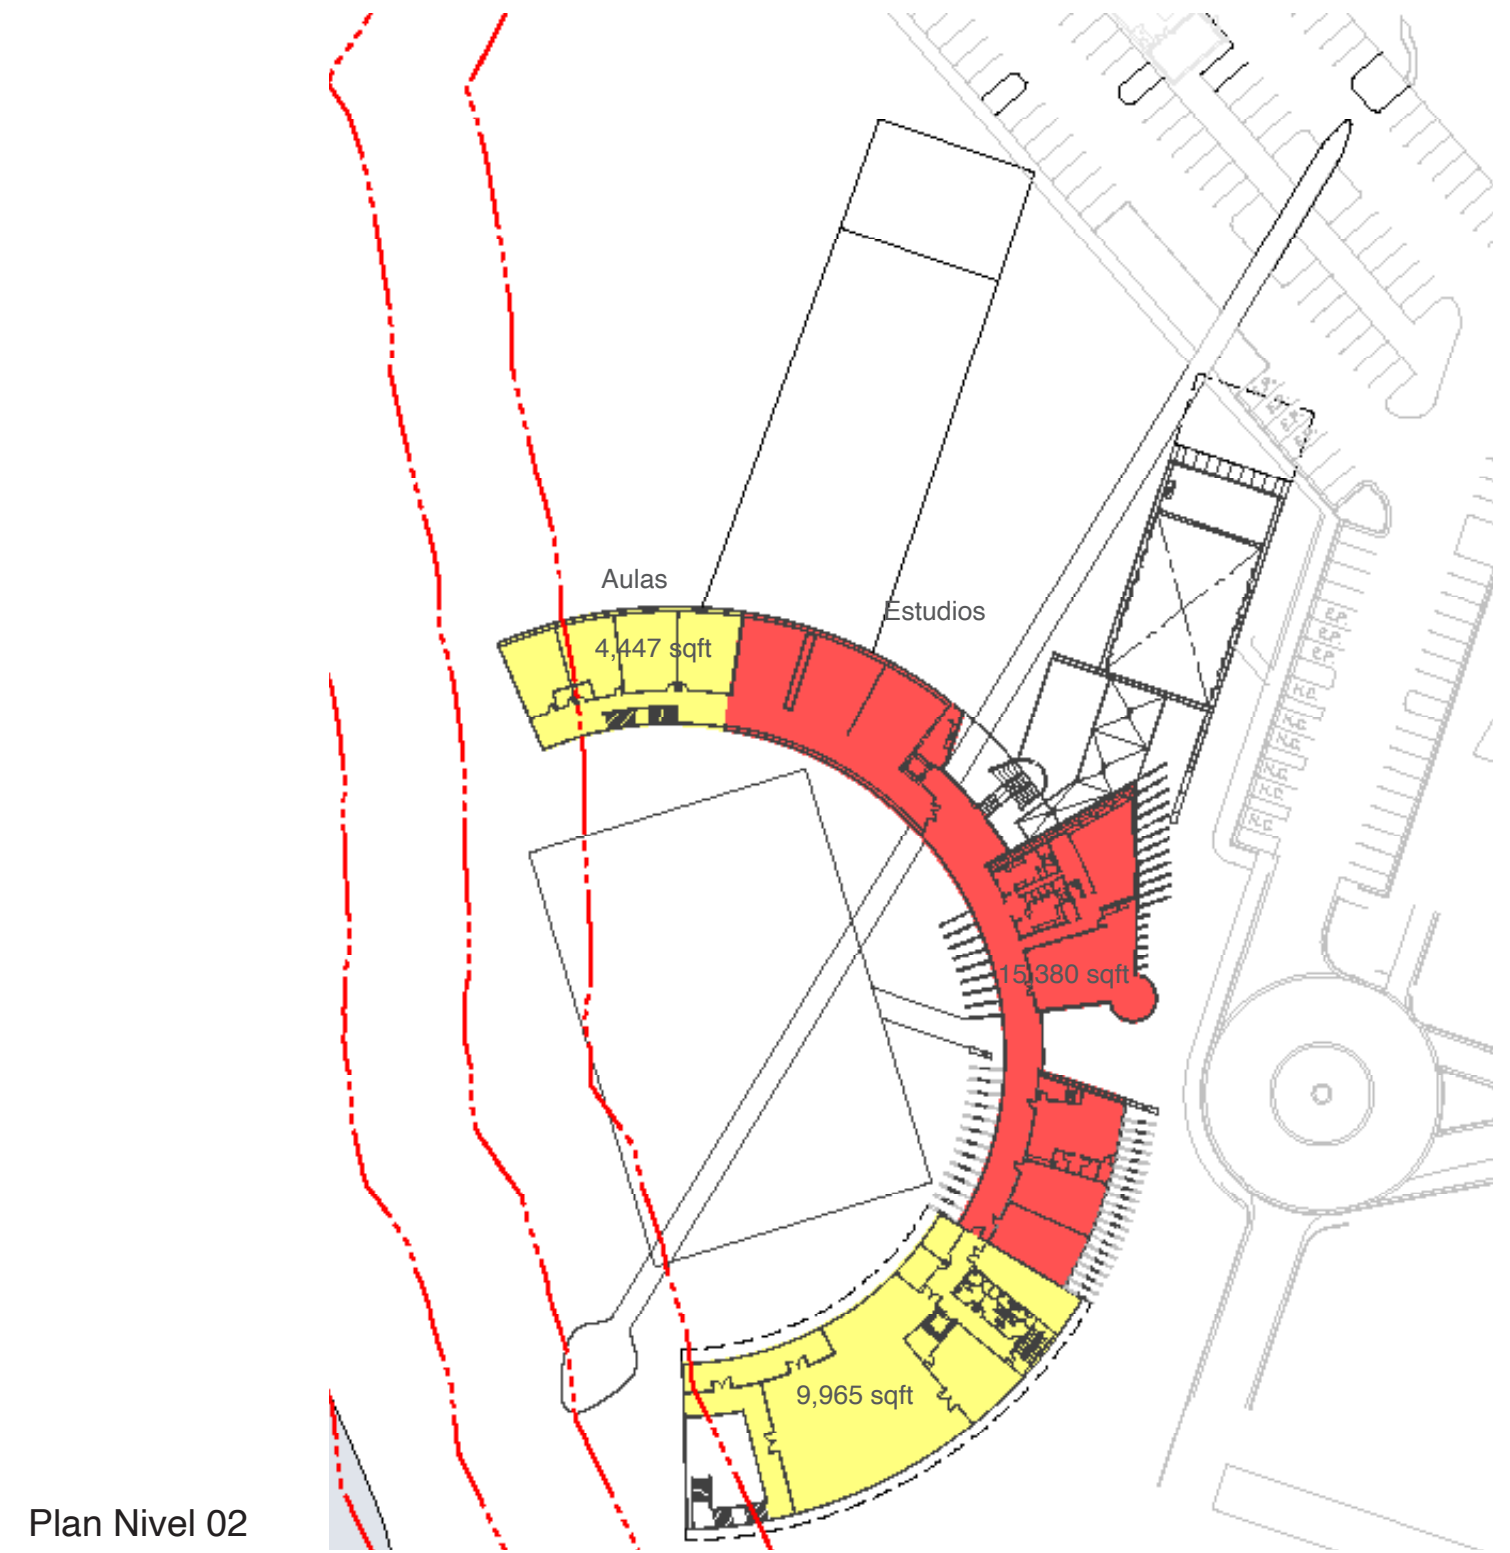 Aulas
Estudios
4,447 sqft
15,380 sqft
9,965 sqft
Plan Nivel 02